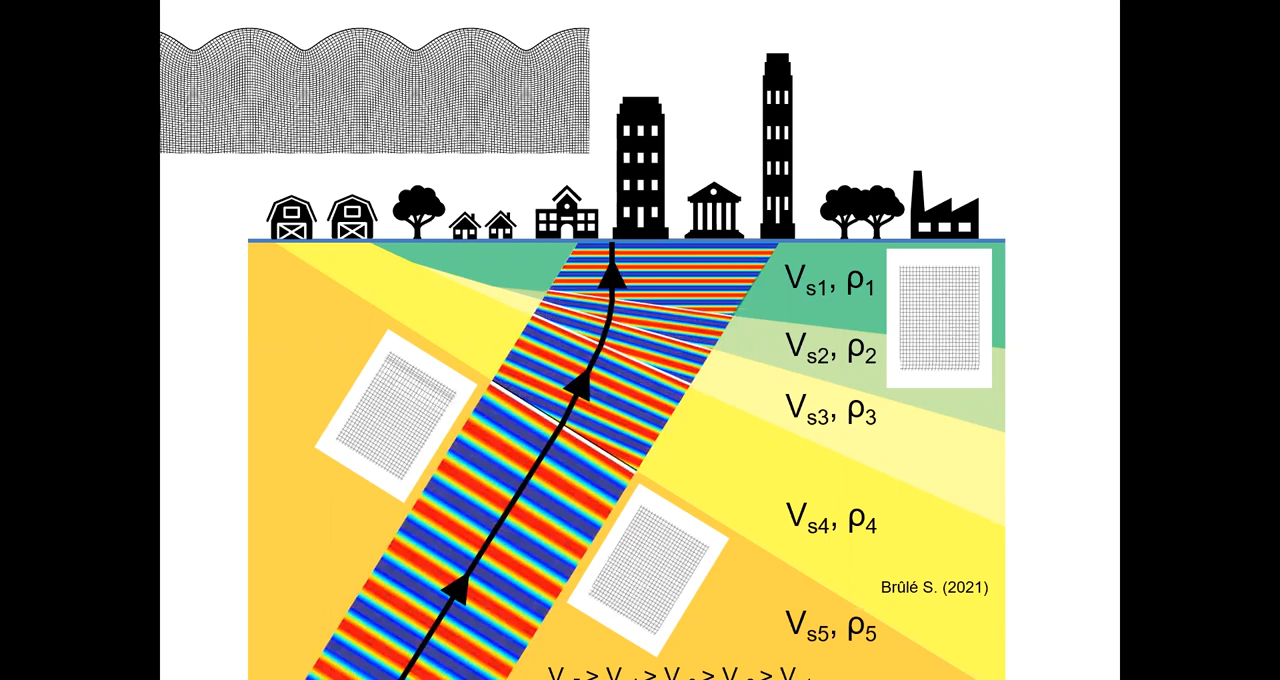 Vs1, ρ1
Vs2, ρ2
Vs3, ρ3
Vs4, ρ4
Brûlé S. (2021)
Vs5, ρ5